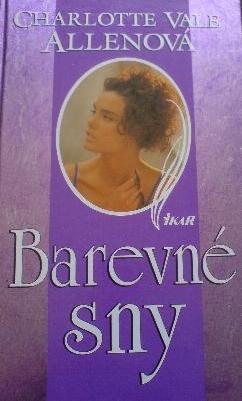 CHARLOTTE VALE
ALLENOVÁ
IKAR
Barevné
sny